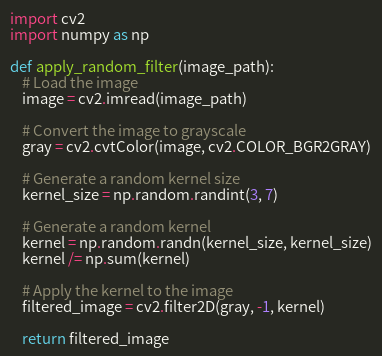 import cv2
import numpy as np
def apply_random_filter(image_path):
# Load the image
image = cv2.imread(image_path)
# Convert the image to grayscale
gray = cv2.cvtColor(image, cv2.COLOR_BGR2GRAY)
# Generate a random kernel size
kernel_size = np.random.randint(3, 7)
# Generate a random kernel
kernel = np.random.randn(kernel_size, kernel_size)
kernel /= np.sum(kernel)
# Apply the kernel to the image
filtered_image = cv2.filter2D(gray, -1, kernel)
return filtered_image